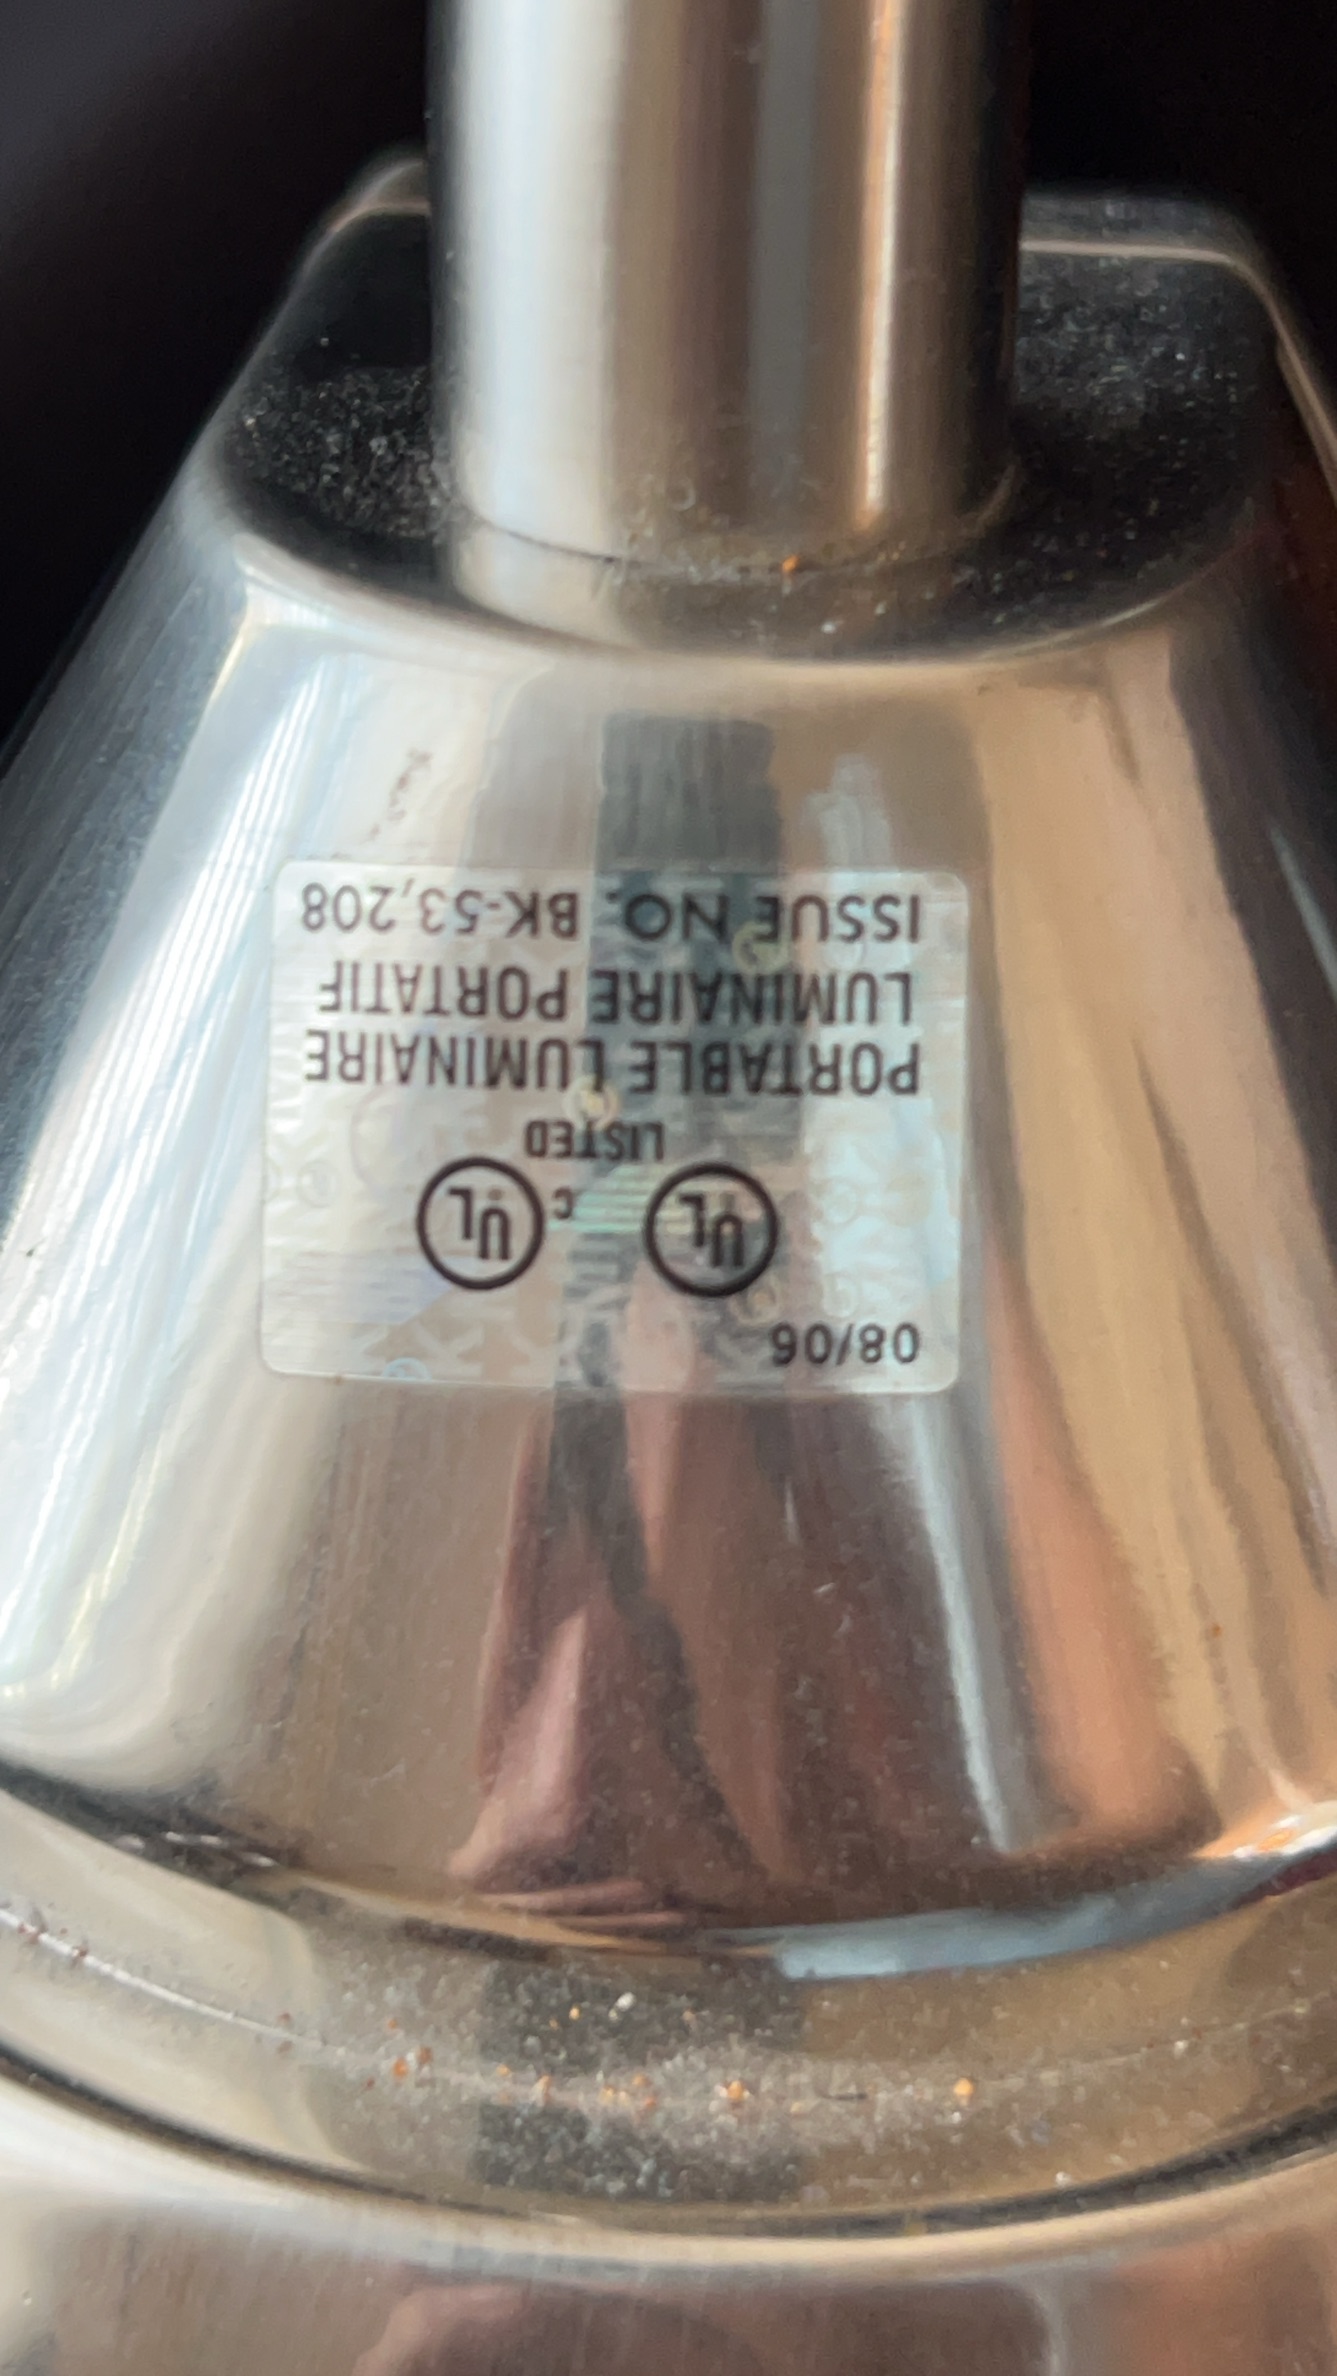 08/06
UL c UL
LISTED
PORTABLE LUMINAIRE
LUMINAIRE PORTATIF
ISSUE NO. BK-53,208